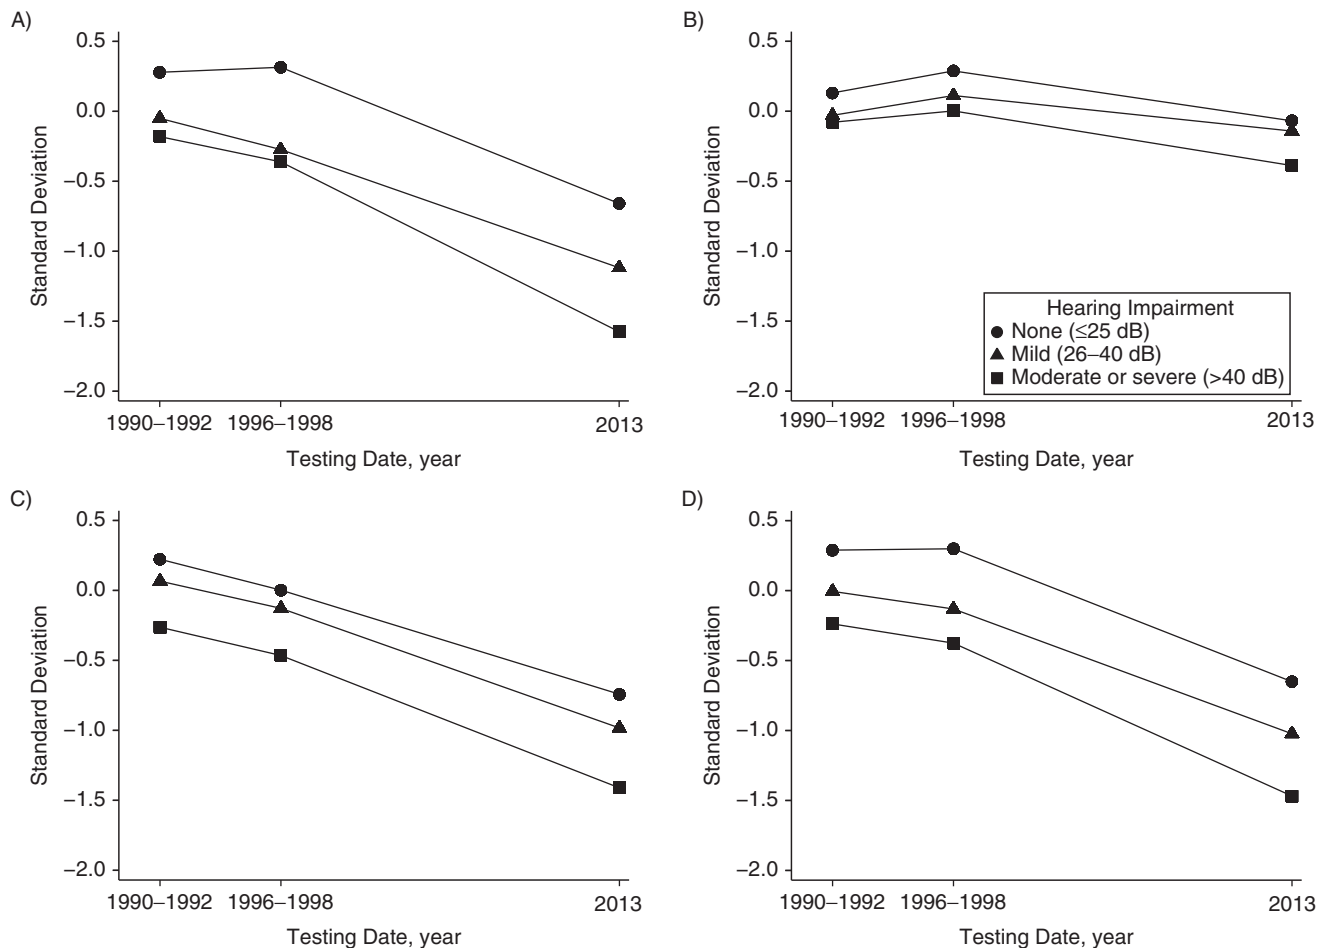 A)
0.5
0.0
−0.5
−1.0
−1.5
−2.0
Standard Deviation
1990–1992 1996–1998 2013
Testing Date, year
B)
0.5
0.0
−0.5
−1.0
−1.5
−2.0
Standard Deviation
Hearing Impairment
None (≤25 dB)
Mild (26–40 dB)
Moderate or severe (>40 dB)
1990–1992 1996–1998 2013
Testing Date, year
C)
0.5
0.0
−0.5
−1.0
−1.5
−2.0
Standard Deviation
1990–1992 1996–1998 2013
Testing Date, year
D)
0.5
0.0
−0.5
−1.0
−1.5
−2.0
Standard Deviation
1990–1992 1996–1998 2013
Testing Date, year